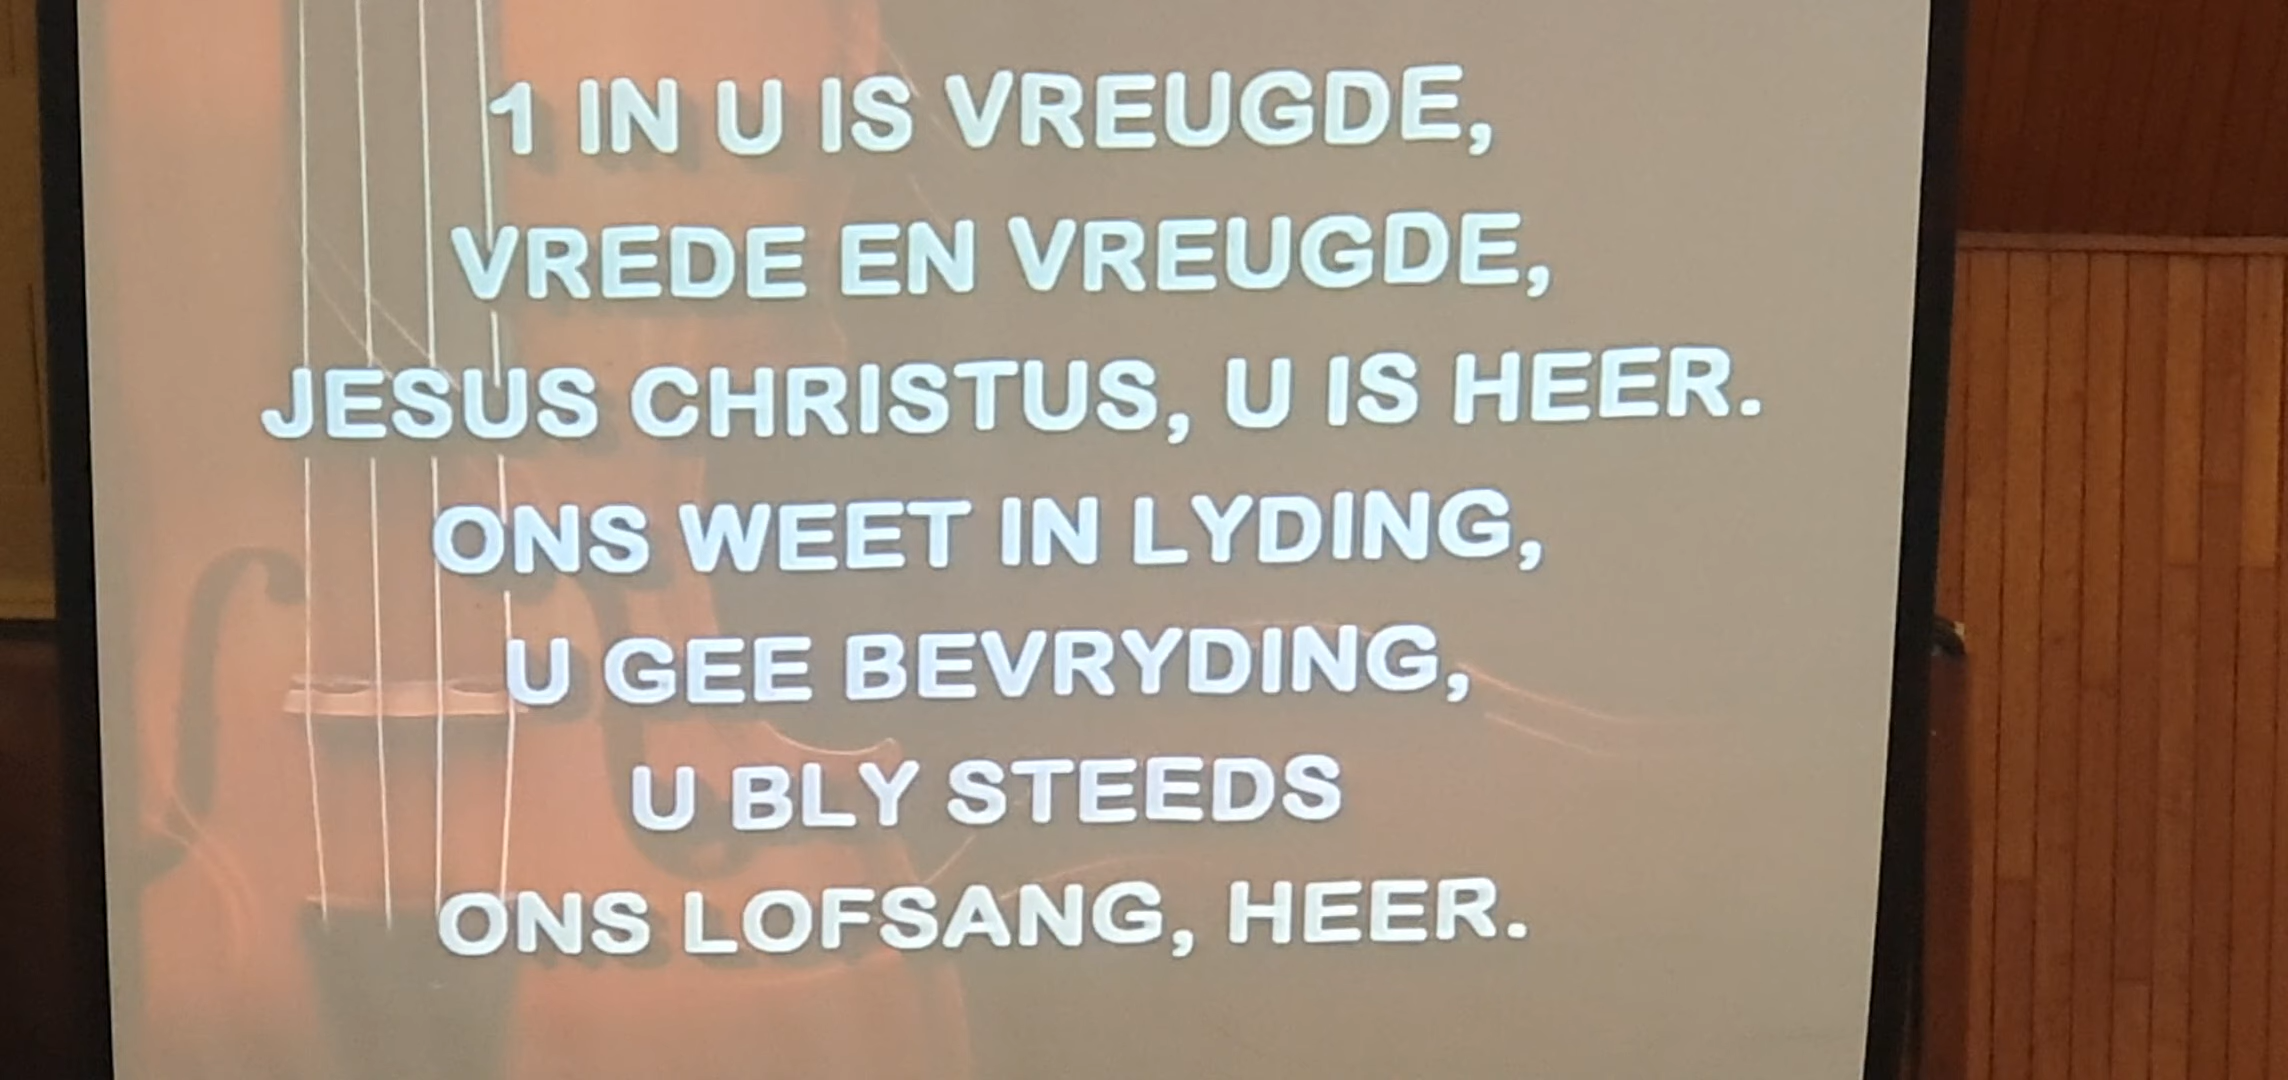 1 IN U IS VREUGDE,
VREDE EN VREUGDE,
JESUS CHRISTUS, U IS HEER.
ONS WEET IN LYDING,
U GEE BEVRYDING,
U BLY STEEDS
ONS LOFSANG, HEER.